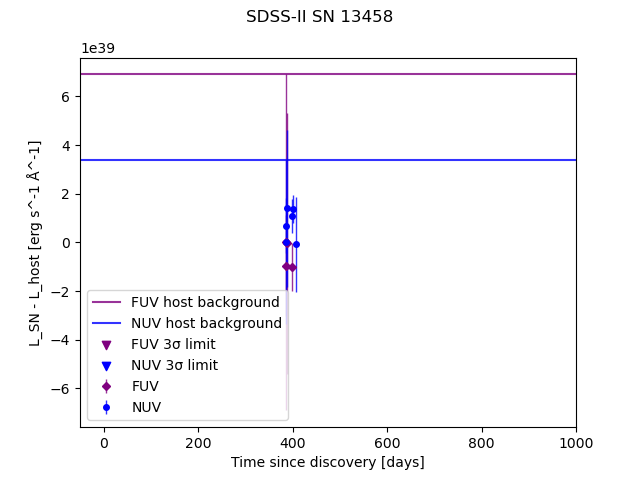 SDSS-II SN 13458
1e39
L_SN - L_host [erg s^-1 Å^-1]
6
4
2
0
−2
−4
−6
FUV host background
NUV host background
FUV 3σ limit
NUV 3σ limit
FUV
NUV
0 200 400 600 800 1000
Time since discovery [days]